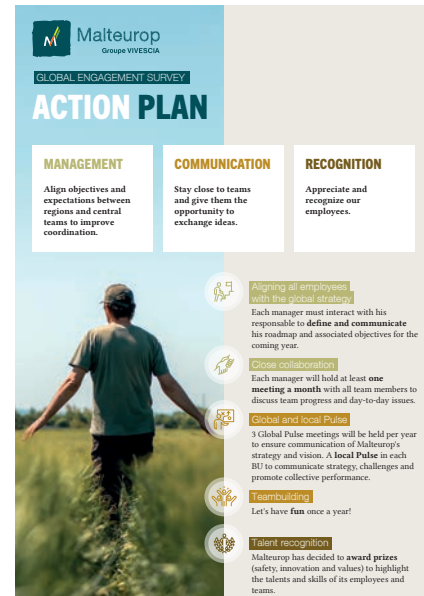 Malteurop
Groupe VIVESCIA
GLOBAL ENGAGEMENT SURVEY
ACTION PLAN
MANAGEMENT
Align objectives and
expectations between
regions and central
teams to improve
coordination.
COMMUNICATION
Stay close to teams
and give them the
opportunity to
exchange ideas.
RECOGNITION
Appreciate and
recognize our
employees.
Aligning all employees
with the global strategy
Each manager must interact with his
responsable to define and communicate
his roadmap and associated objectives for the
coming year.
Close collaboration
Each manager will hold at least one
meeting a month with all team members to
discuss team progress and day-to-day issues.
Global and local Pulse
3 Global Pulse meetings will be held per year
to ensure communication of Malteurop's
strategy and vision. A local Pulse in each
BU to communicate strategy, challenges and
promote collective performance.
Teambuilding
Let's have fun once a year!
Talent recognition
Malteurop has decided to award prizes
(safety, innovation and values) to highlight
the talents and skills of its employees and
teams.